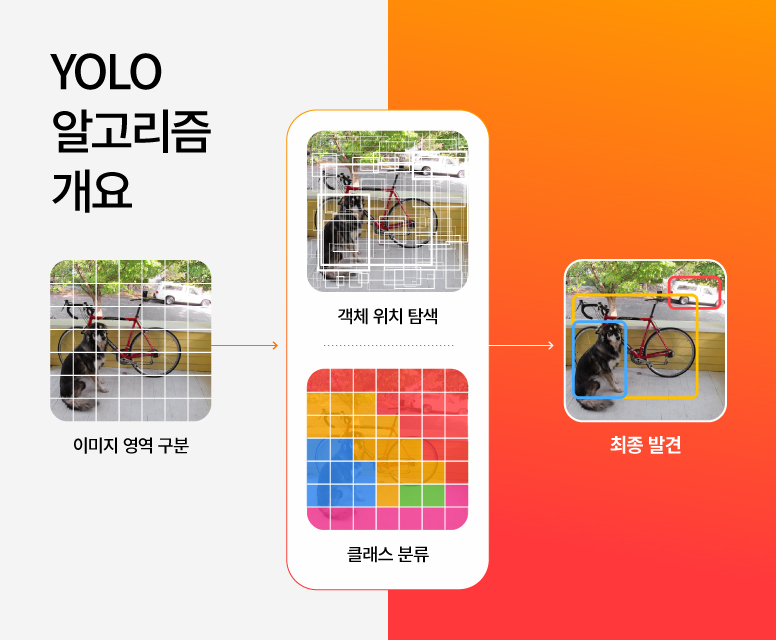 YOLO
알고리즘
개요
이미지 영역 구분
객체 위치 탐색
클래스 분류
최종 발견